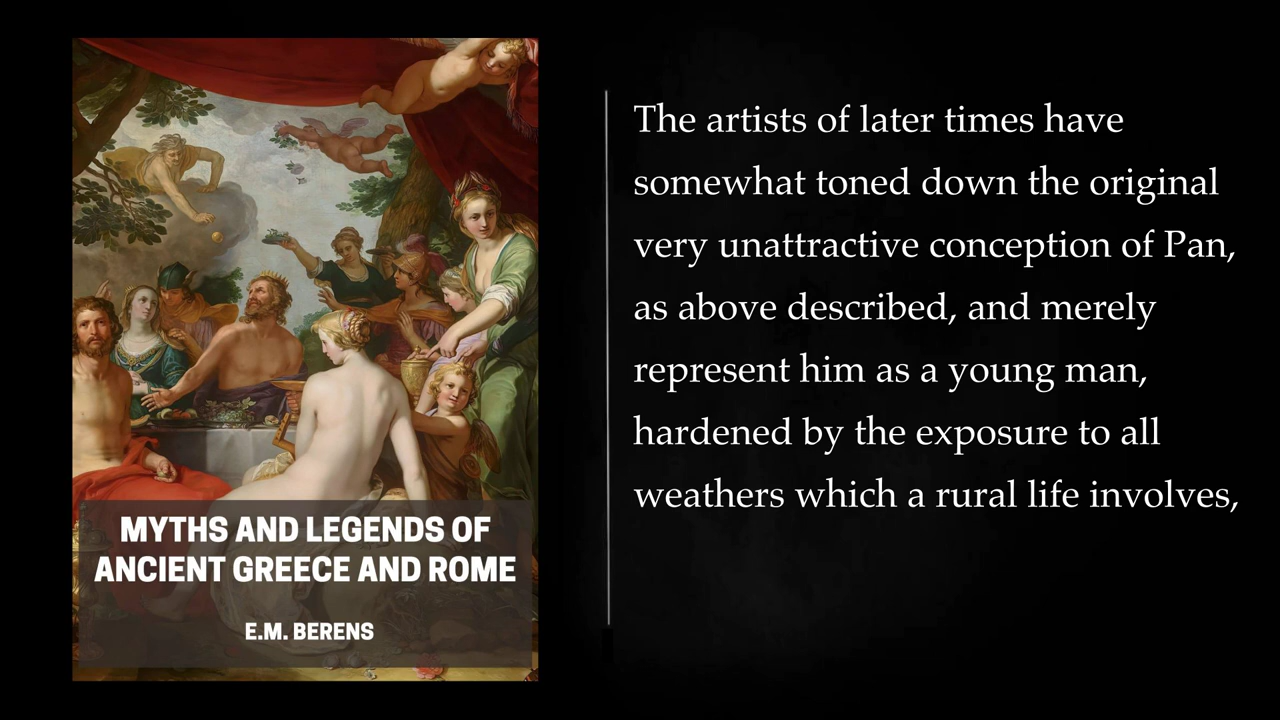 MYTHS AND LEGENDS OF
ANCIENT GREECE AND ROME
E.M. BERENS
The artists of later times have
somewhat toned down the original
very unattractive conception of Pan,
as above described, and merely
represent him as a young man,
hardened by the exposure to all
weathers which a rural life involves,